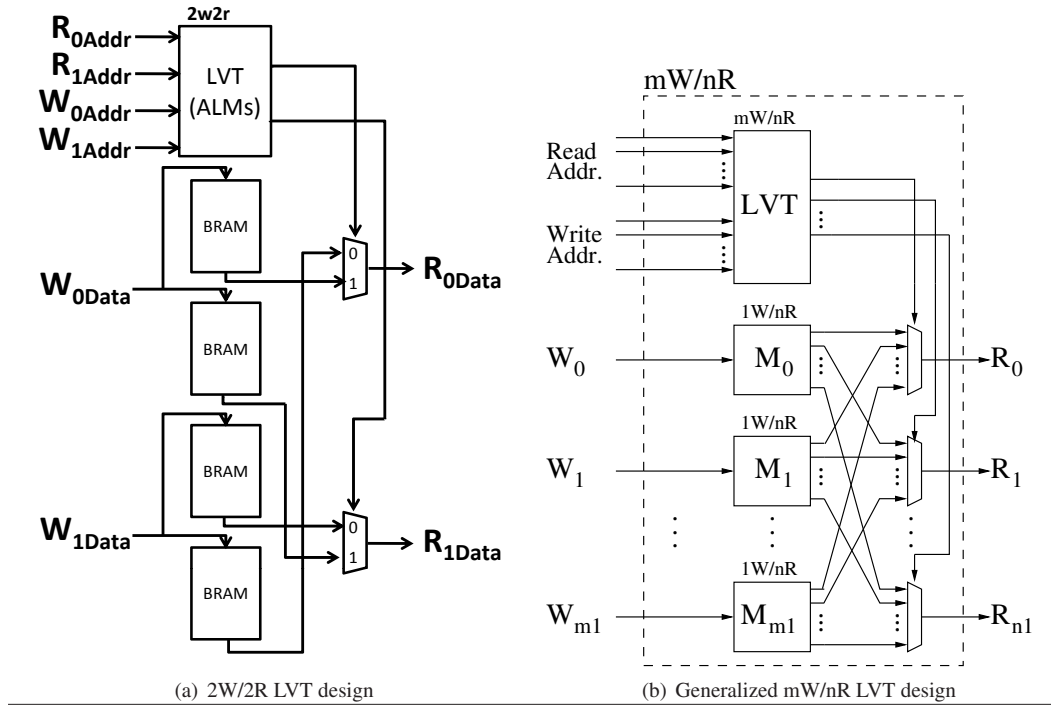 2w2r
R0Addr
R1Addr
W0Addr
W1Addr
LVT
(ALMs)
BRAM
W0Data
BRAM
0
1
R0Data
BRAM
W1Data
BRAM
0
1
R1Data
(a) 2W/2R LVT design
mW/nR
mW/nR
Read
Addr.
LVT
Write
Addr.
1W/nR
W0
M0
R0
1W/nR
W1
M1
R1
1W/nR
Wm1
Mm1
Rn1
(b) Generalized mW/nR LVT design